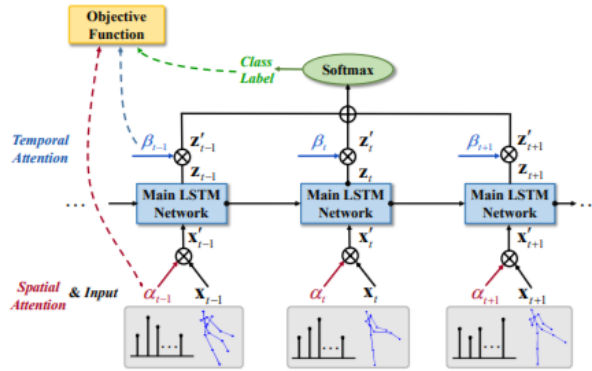 Objective
Function
Class
Label
Softmax
Temporal
Attention
β_{t-1} z′_{t-1} β_t z′_t β_{t+1} z′_{t+1}
z_{t-1} z_t z_{t+1}
... Main LSTM Network Main LSTM Network Main LSTM Network ...
x′_{t-1} x′_t x′_{t+1}
Spatial
Attention & Input α_{t-1} x_{t-1} α_t x_t α_{t+1} x_{t+1}
... ... ...